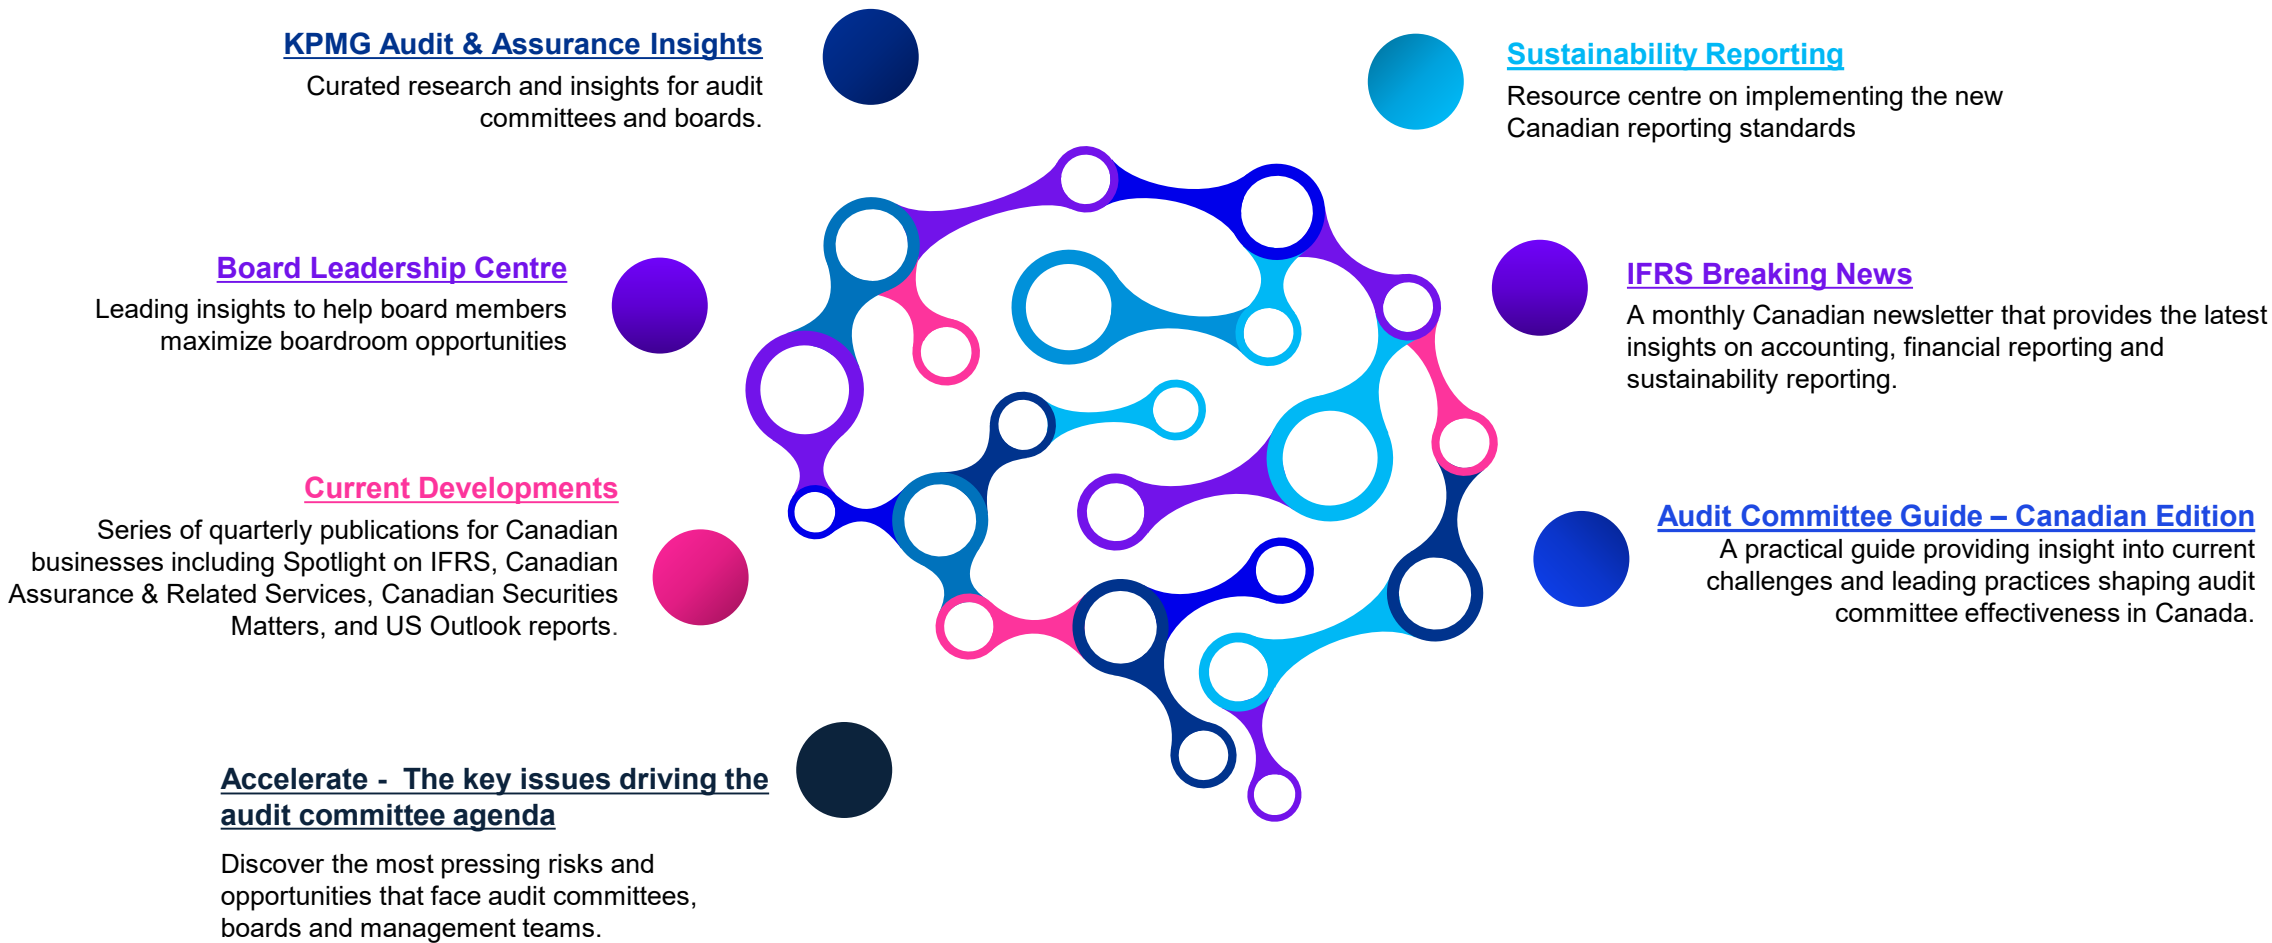 KPMG Audit & Assurance Insights
Curated research and insights for audit
committees and boards.
Board Leadership Centre
Leading insights to help board members
maximize boardroom opportunities
Current Developments
Series of quarterly publications for Canadian
businesses including Spotlight on IFRS, Canadian
Assurance & Related Services, Canadian Securities
Matters, and US Outlook reports.
Accelerate -  The key issues driving the
audit committee agenda
Discover the most pressing risks and
opportunities that face audit committees,
boards and management teams.
Sustainability Reporting
Resource centre on implementing the new
Canadian reporting standards
IFRS Breaking News
A monthly Canadian newsletter that provides the latest
insights on accounting, financial reporting and
sustainability reporting.
Audit Committee Guide – Canadian Edition
A practical guide providing insight into current
challenges and leading practices shaping audit
committee effectiveness in Canada.